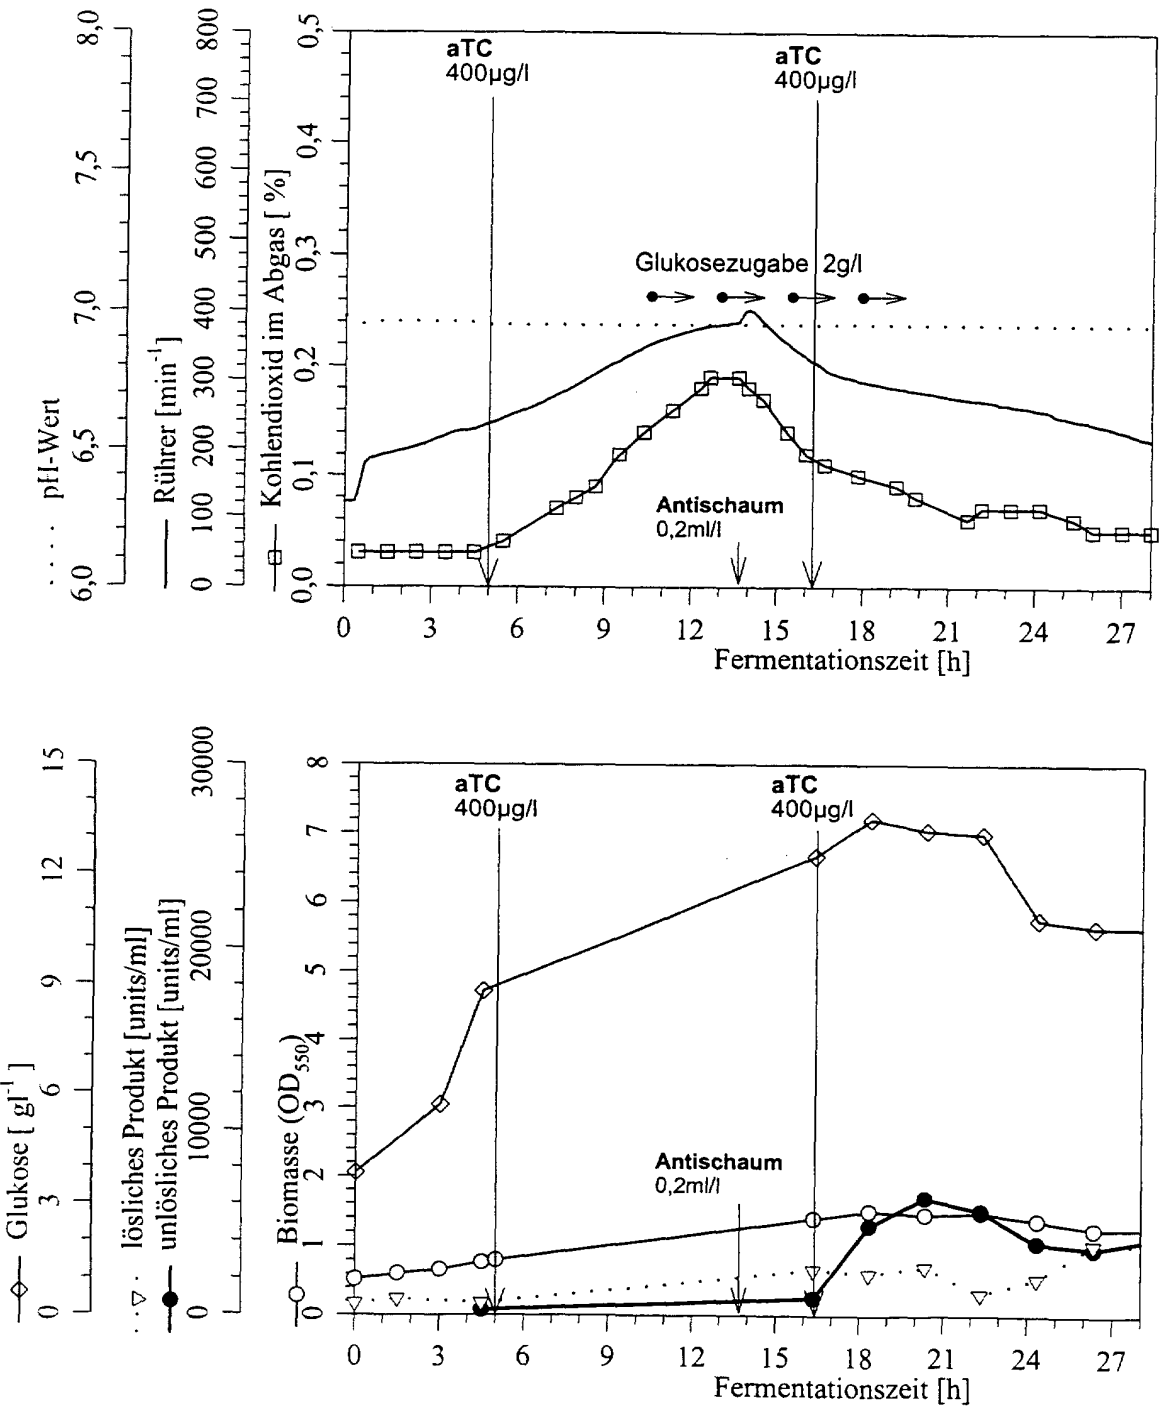 8,0
7,5
7,0
6,5
6,0
pH-Wert
800
700
600
500
400
300
200
100
0
Rührer [min⁻¹]
0,5
0,4
0,3
0,2
0,1
0,0
Kohlendioxid im Abgas [ %]
aTC
400µg/l
aTC
400µg/l
Glukosezugabe 2g/l
Antischaum
0,2ml/l
0 3 6 9 12 15 18 21 24 27
Fermentationszeit [h]
15
12
9
6
3
0
Glukose [ gl⁻¹ ]
30000
20000
10000
0
lösliches Produkt [units/ml]
unlösliches Produkt [units/ml]
8
7
6
5
4
3
2
1
0
Biomasse (OD₅₅₀)
aTC
400µg/l
aTC
400µg/l
Antischaum
0,2ml/l
0 3 6 9 12 15 18 21 24 27
Fermentationszeit [h]